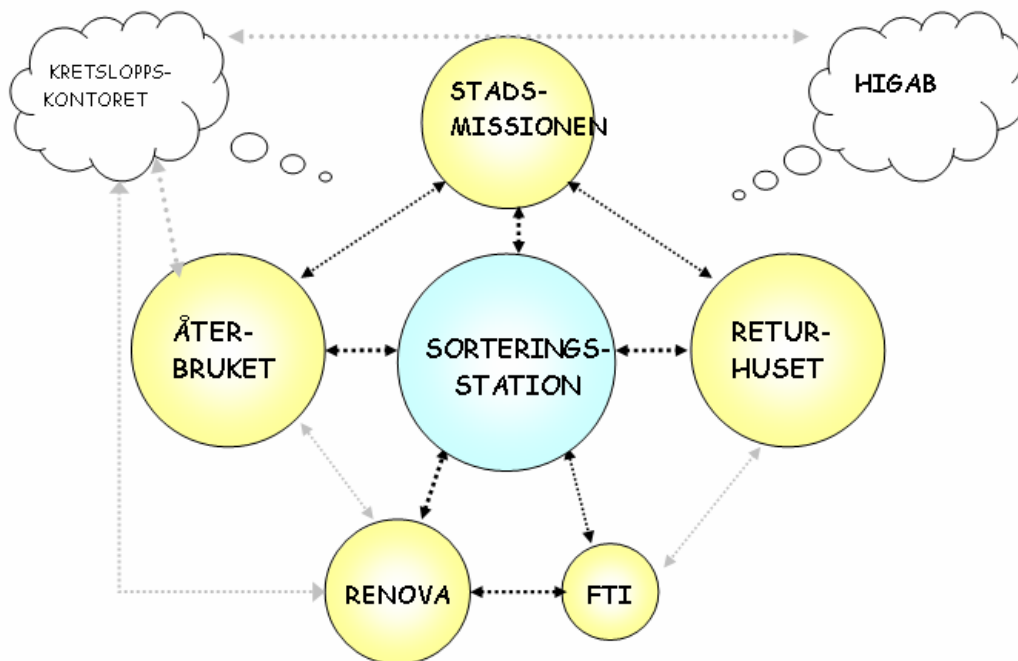 KRETSLOPPS-
KONTORET
HIGAB
STADS-
MISSIONEN
ÅTER-
BRUKET
SORTERINGS-
STATION
RETUR-
HUSET
RENOVA
FTI